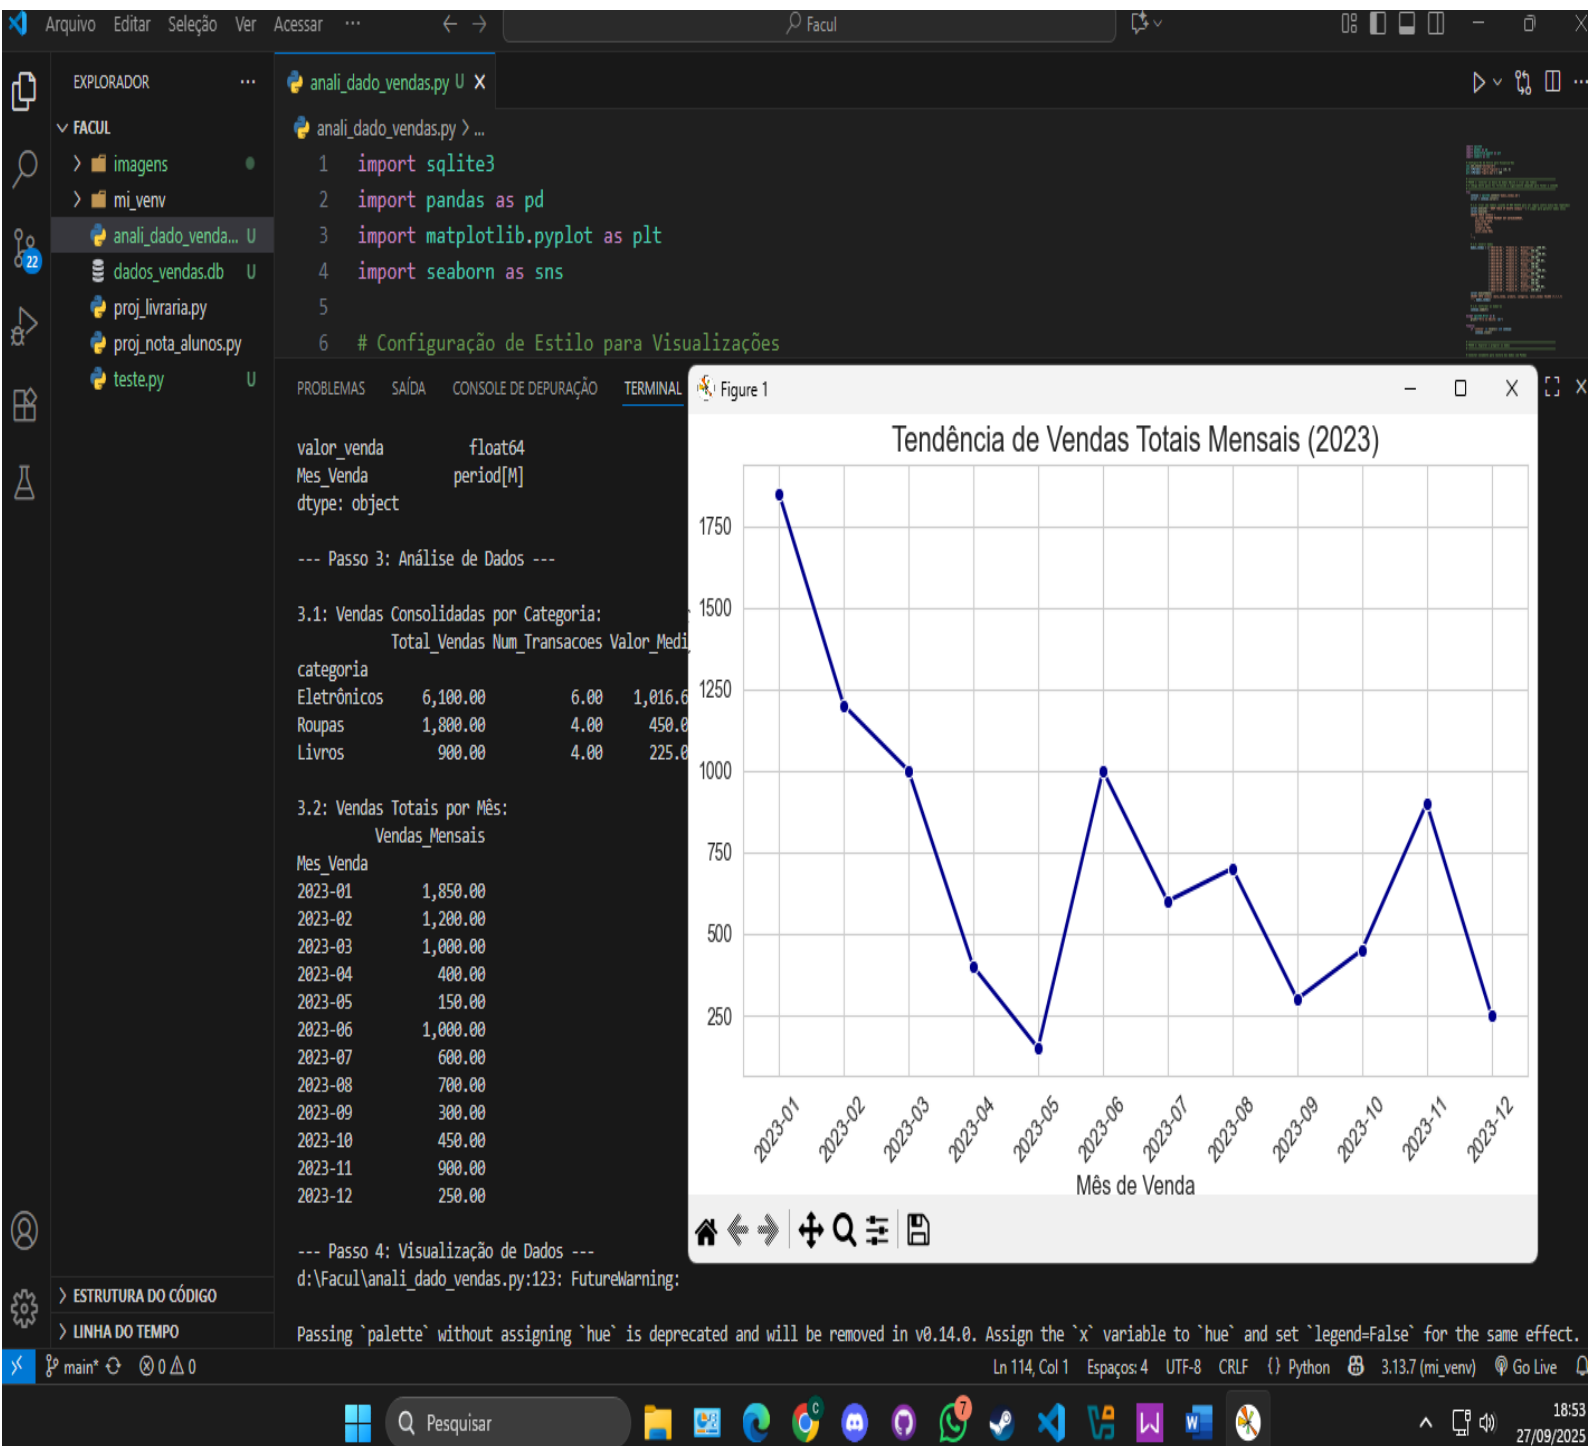 Arquivo Editar Seleção Ver Acessar ··· Facul
EXPLORADOR ···
FACUL
imagens
mi_venv
anali_dado_venda... U
dados_vendas.db U
proj_livraria.py
proj_nota_alunos.py
teste.py U
22
ESTRUTURA DO CÓDIGO
LINHA DO TEMPO
anali_dado_vendas.py U
anali_dado_vendas.py > ...
1 import sqlite3
2 import pandas as pd
3 import matplotlib.pyplot as plt
4 import seaborn as sns
5
6 # Configuração de Estilo para Visualizações
PROBLEMAS SAÍDA CONSOLE DE DEPURAÇÃO TERMINAL
valor_venda float64
Mes_Venda period[M]
dtype: object
--- Passo 3: Análise de Dados ---
3.1: Vendas Consolidadas por Categoria:
Total_Vendas Num_Transacoes Valor_Medi
categoria
Eletrônicos 6,100.00 6.00 1,016.6
Roupas 1,800.00 4.00 450.0
Livros 900.00 4.00 225.0
3.2: Vendas Totais por Mês:
Vendas_Mensais
Mes_Venda
2023-01 1,850.00
2023-02 1,200.00
2023-03 1,000.00
2023-04 400.00
2023-05 150.00
2023-06 1,000.00
2023-07 600.00
2023-08 700.00
2023-09 300.00
2023-10 450.00
2023-11 900.00
2023-12 250.00
--- Passo 4: Visualização de Dados ---
d:\Facul\anali_dado_vendas.py:123: FutureWarning:
Passing `palette` without assigning `hue` is deprecated and will be removed in v0.14.0. Assign the `x` variable to `hue` and set `legend=False` for the same effect.
Figure 1
Tendência de Vendas Totais Mensais (2023)
1750
1500
1250
1000
750
500
250
2023-01 2023-02 2023-03 2023-04 2023-05 2023-06 2023-07 2023-08 2023-09 2023-10 2023-11 2023-12
Mês de Venda
main* 0 0 Ln 114, Col 1 Espaços: 4 UTF-8 CRLF {} Python 3.13.7 (mi_venv) Go Live
Pesquisar
C
7
18:53
27/09/2025